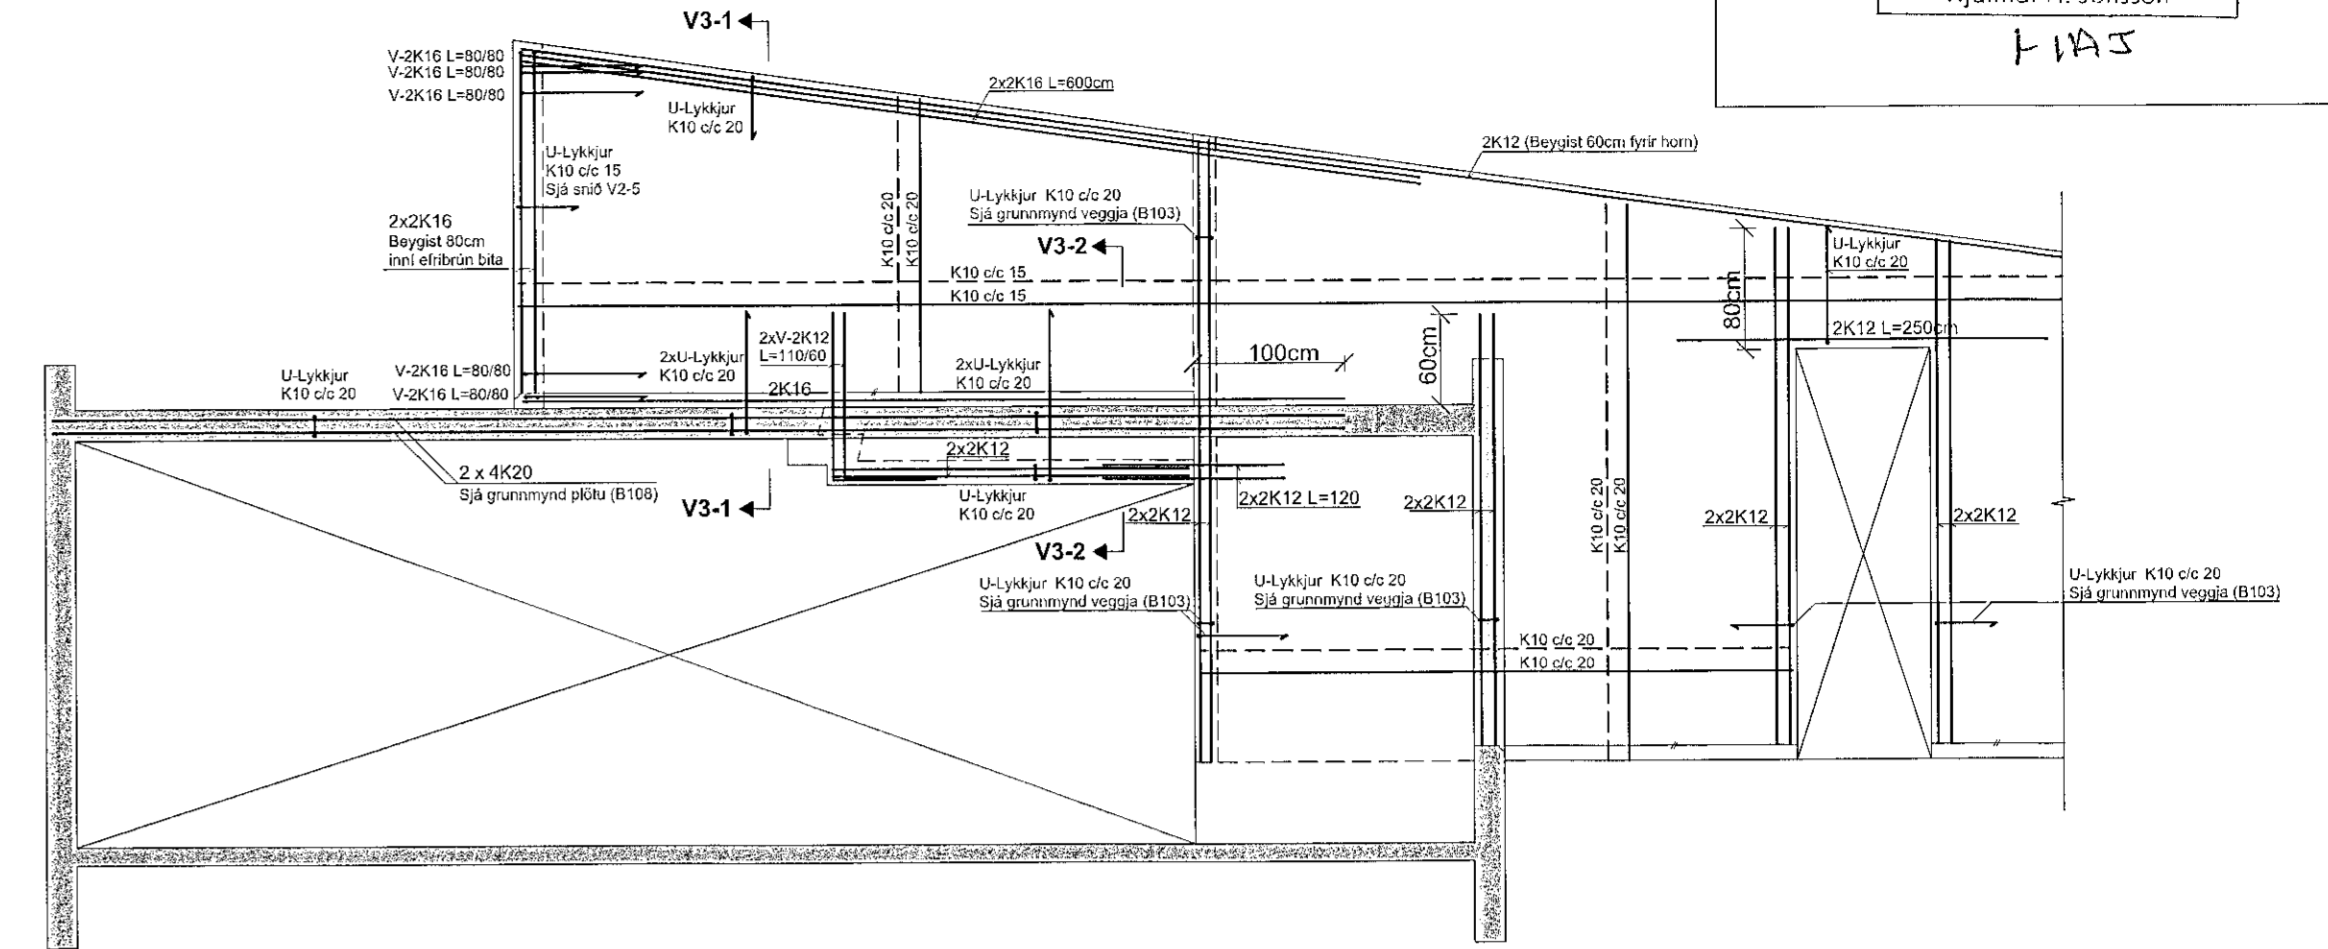 V3-1
V-2K16 L=80/80
V-2K16 L=80/80
V-2K16 L=80/80
2x2K16 L=600cm
U-Lykkjur
K10 c/c 20
2K12 (Beygist 60cm fyrir horn)
U-Lykkjur
K10 c/c 15
Sjá snið V2-5
2x2K16
Beygist 80cm
inní efribrún bita
K10 c/c 20
K10 c/c 20
U-Lykkjur K10 c/c 20
Sjá grunnmynd veggja (B103)
V3-2
K10 c/c 15
K10 c/c 15
U-Lykkjur
K10 c/c 20
80cm
2K12 L=250cm
60cm
100cm
2xV-2K12
L=110/60
2xU-Lykkjur
K10 c/c 20
2xU-Lykkjur
K10 c/c 20
U-Lykkjur
K10 c/c 20
V-2K16 L=80/80
V-2K16 L=80/80
2K16
2x2K12
2 x 4K20
Sjá grunnmynd plötu (B108)
V3-1
U-Lykkjur
K10 c/c 20
2x2K12 L=120
2x2K12
2x2K12
2x2K12
2x2K12
V3-2
K10 c/c 20
K10 c/c 20
U-Lykkjur K10 c/c 20
Sjá grunnmynd veggja (B103)
U-Lykkjur K10 c/c 20
Sjá grunnmynd veggja (B103)
U-Lykkjur K10 c/c 20
Sjá grunnmynd veggja (B103)
K10 c/c 20
K10 c/c 20